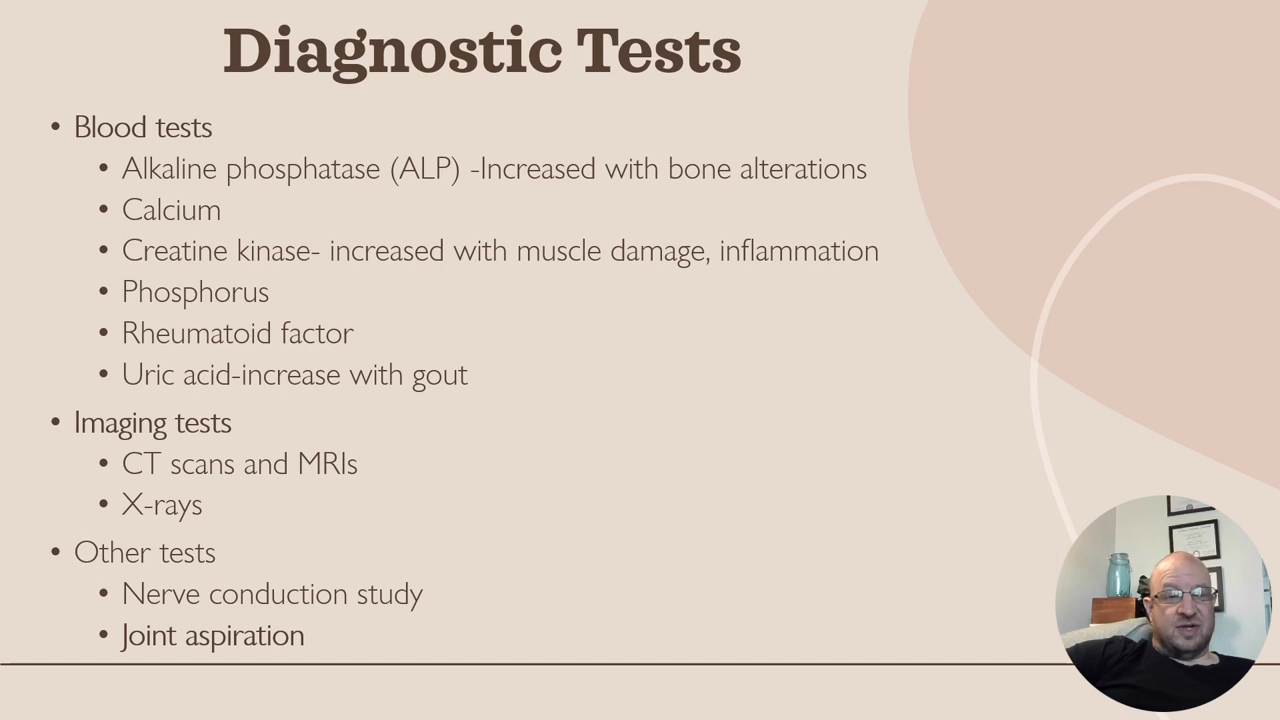 Diagnostic Tests
• Blood tests
• Alkaline phosphatase (ALP) -Increased with bone alterations
• Calcium
• Creatine kinase- increased with muscle damage, inflammation
• Phosphorus
• Rheumatoid factor
• Uric acid-increase with gout
• Imaging tests
• CT scans and MRIs
• X-rays
• Other tests
• Nerve conduction study
• Joint aspiration